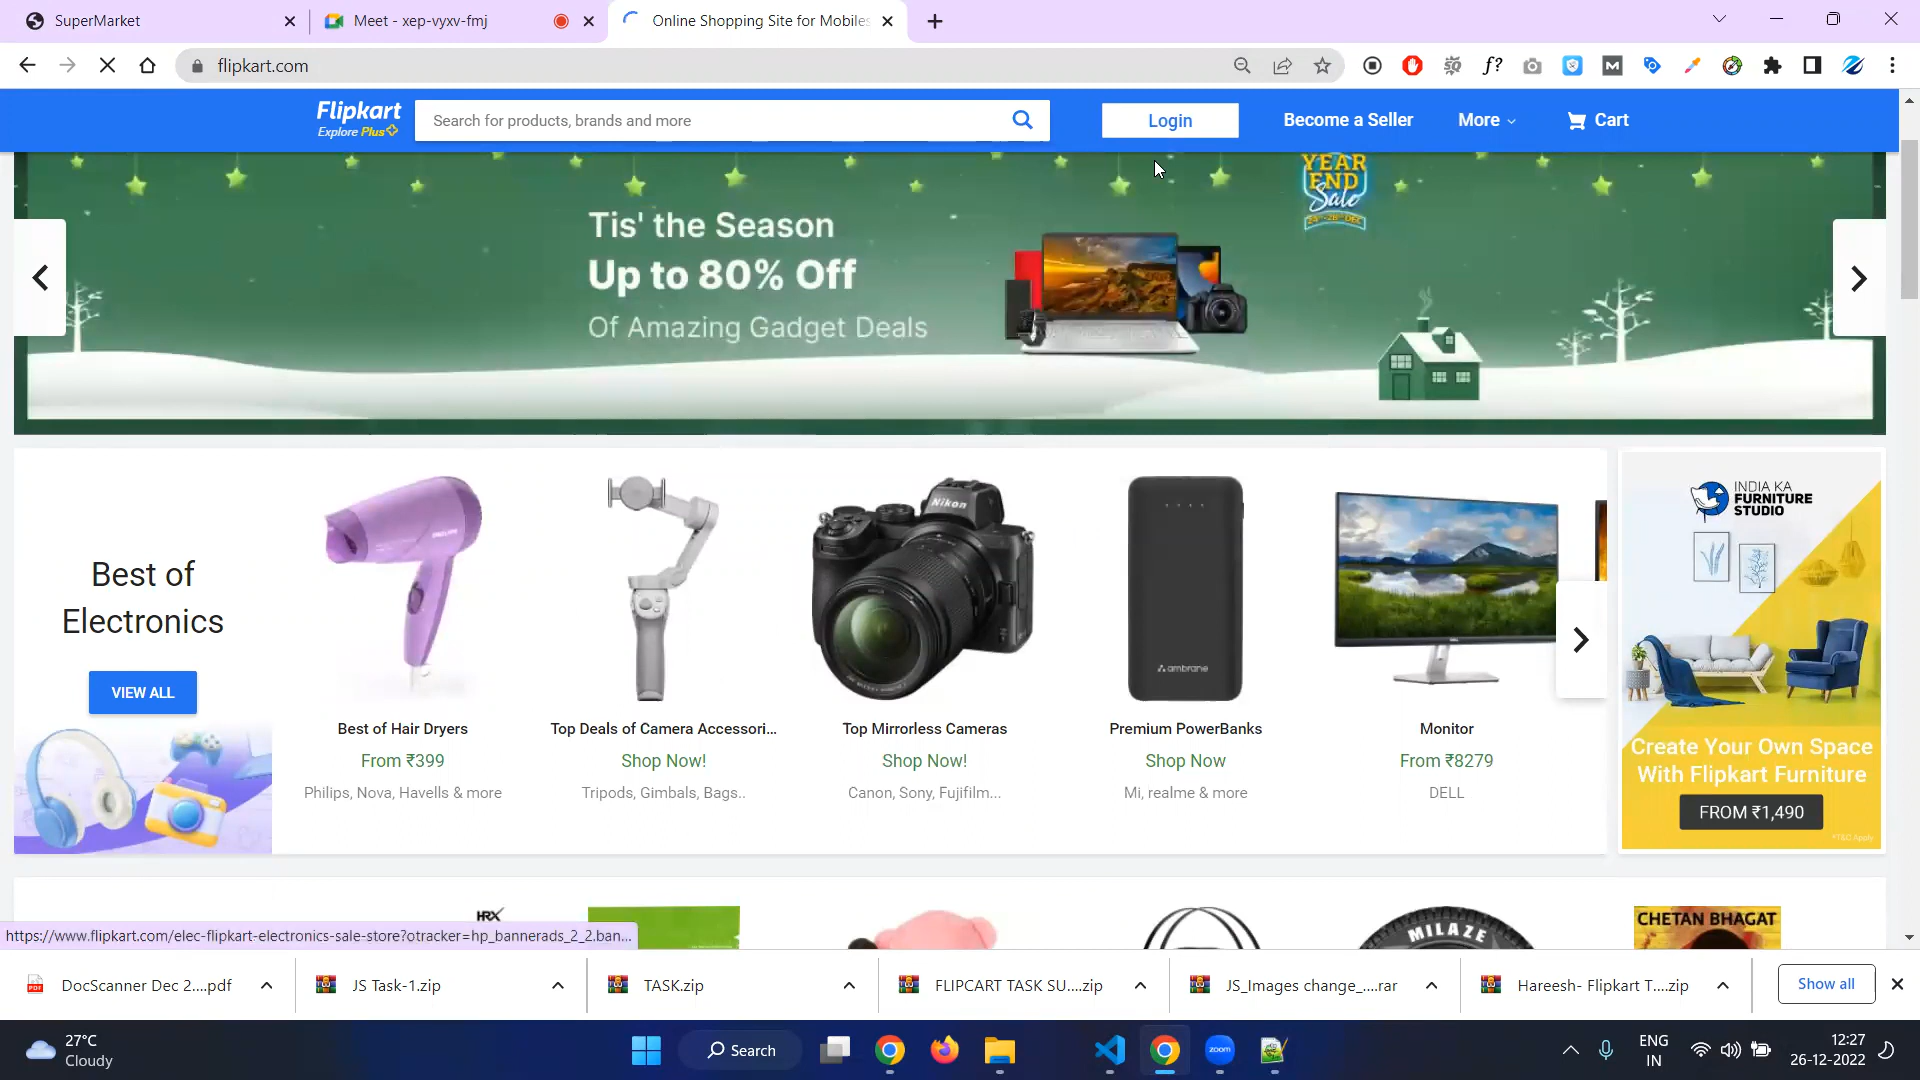 SuperMarket
Meet - xep-vyxv-fmj
Online Shopping Site for Mobiles
flipkart.com
Flipkart
Explore Plus
Search for products, brands and more
Login
Become a Seller
More
Cart
YEAR
END
Sale
Tis' the Season
Up to 80% Off
Of Amazing Gadget Deals
Best of
Electronics
VIEW ALL
Nikon
ambrane
Best of Hair Dryers
From ₹399
Philips, Nova, Havells & more
Top Deals of Camera Accessori...
Shop Now!
Tripods, Gimbals, Bags..
Top Mirrorless Cameras
Shop Now!
Canon, Sony, Fujifilm...
Premium PowerBanks
Shop Now
Mi, realme & more
Monitor
From ₹8279
DELL
INDIA KA
FURNITURE
STUDIO
Create Your Own Space
With Flipkart Furniture
FROM ₹1,490
*T&C Apply
HRX
MILAZE
CHETAN BHAGAT
https://www.flipkart.com/elec-flipkart-electronics-sale-store?otracker=hp_bannerads_2_2.ban...
DocScanner Dec 2....pdf
JS Task-1.zip
TASK.zip
FLIPCART TASK SU....zip
JS_Images change_....rar
Hareesh- Flipkart T....zip
Show all
27°C
Cloudy
Search
zoom
ENG
IN
12:27
26-12-2022